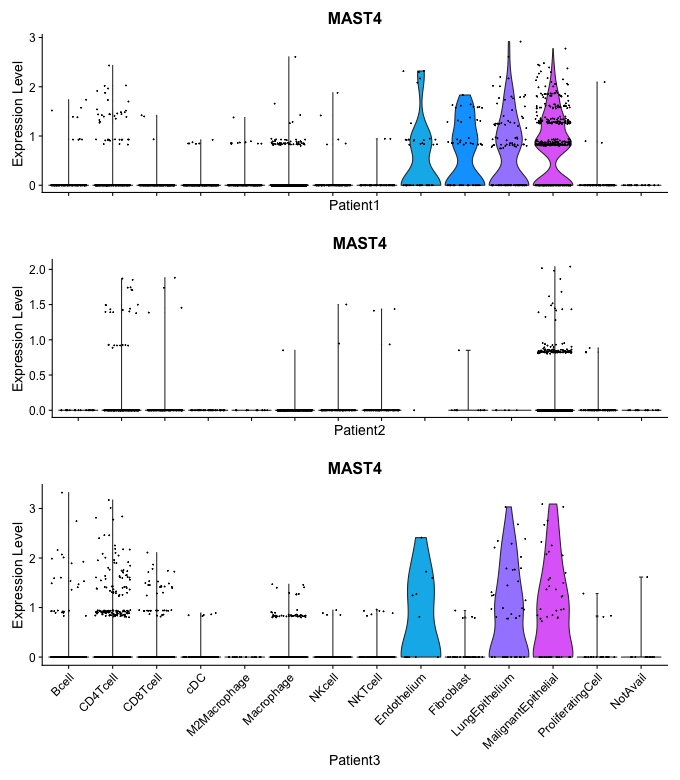 MAST4
Expression Level
3
2
1
0
Patient1
MAST4
Expression Level
2.0
1.5
1.0
0.5
0.0
Patient2
MAST4
Expression Level
3
2
1
0
Bcell
CD4Tcell
CD8Tcell
cDC
M2Macrophage
Macrophage
NKcell
NKTcell
Endothelium
Fibroblast
LungEpithelium
MalignantEpithelial
ProliferatingCell
NotAvail
Patient3